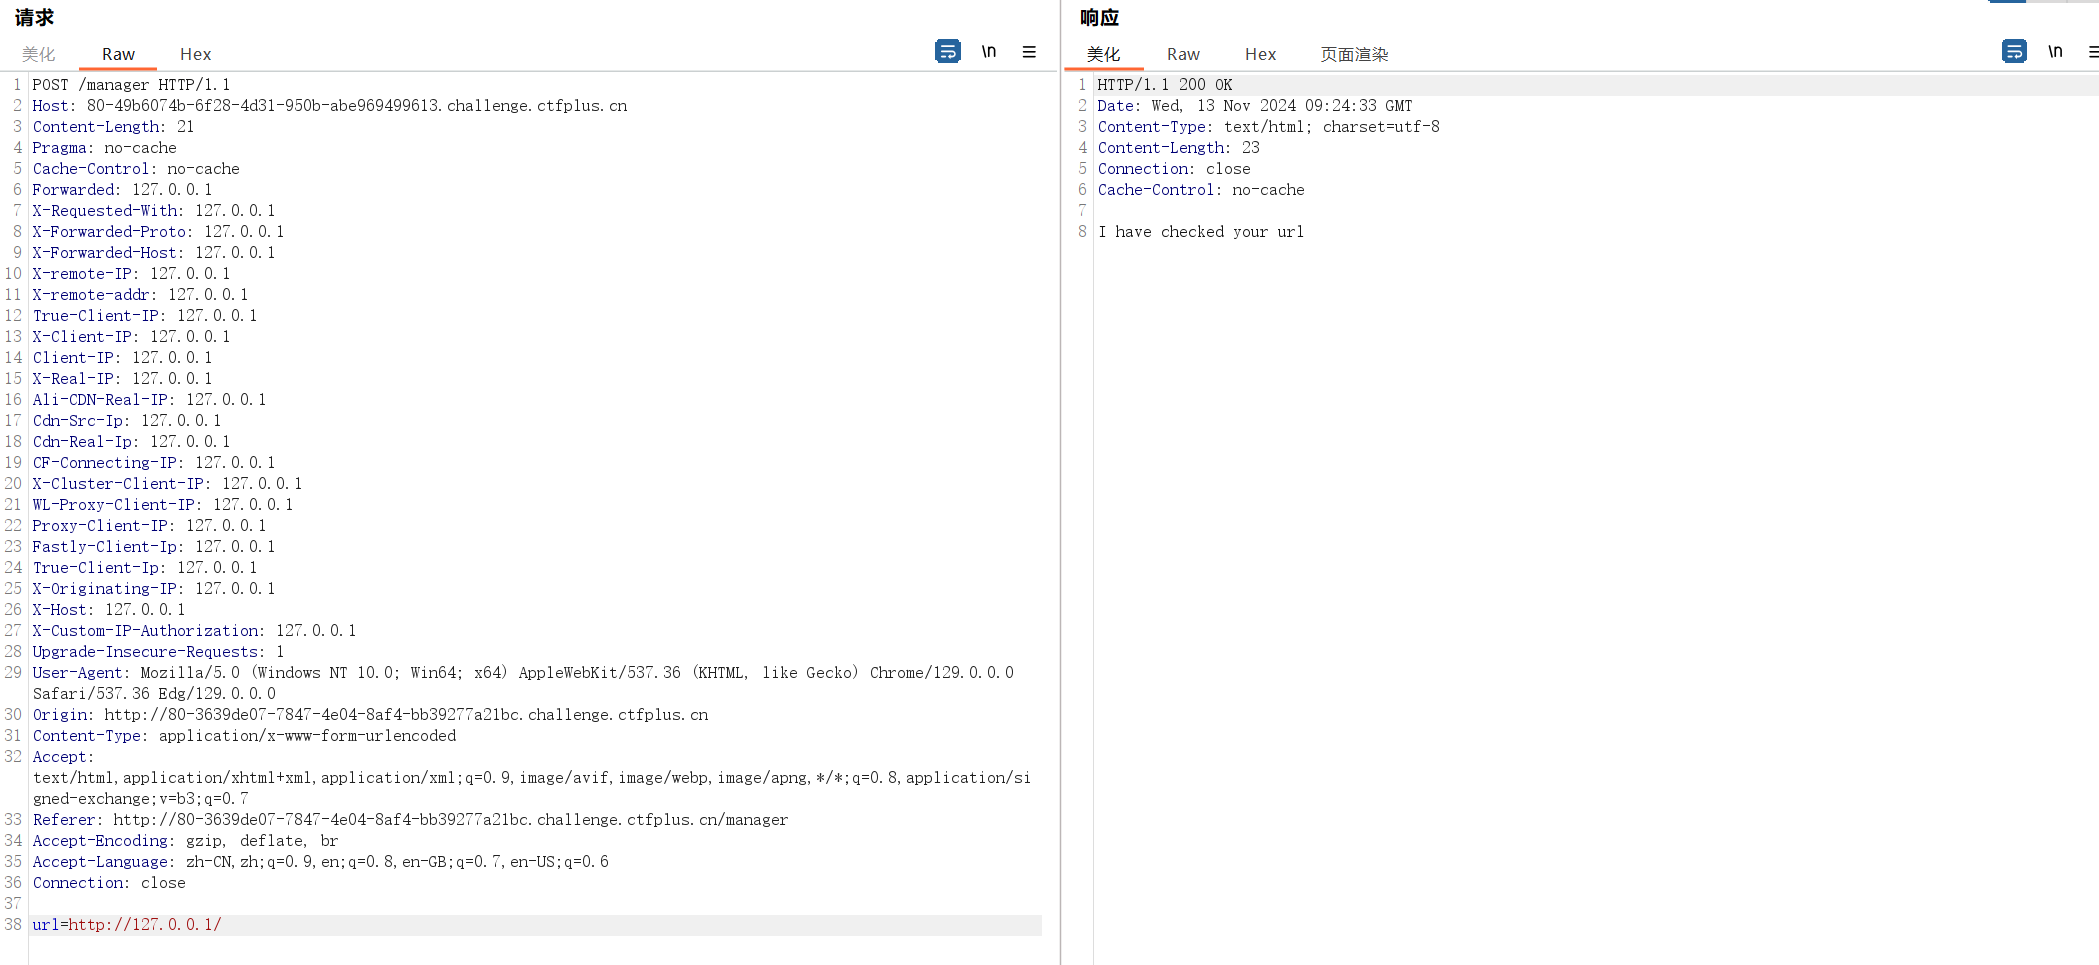 请求
美化 Raw Hex \n
1 POST /manager HTTP/1.1
2 Host: 80-49b6074b-6f28-4d31-950b-abe969499613.challenge.ctfplus.cn
3 Content-Length: 21
4 Pragma: no-cache
5 Cache-Control: no-cache
6 Forwarded: 127.0.0.1
7 X-Requested-With: 127.0.0.1
8 X-Forwarded-Proto: 127.0.0.1
9 X-Forwarded-Host: 127.0.0.1
10 X-remote-IP: 127.0.0.1
11 X-remote-addr: 127.0.0.1
12 True-Client-IP: 127.0.0.1
13 X-Client-IP: 127.0.0.1
14 Client-IP: 127.0.0.1
15 X-Real-IP: 127.0.0.1
16 Ali-CDN-Real-IP: 127.0.0.1
17 Cdn-Src-Ip: 127.0.0.1
18 Cdn-Real-Ip: 127.0.0.1
19 CF-Connecting-IP: 127.0.0.1
20 X-Cluster-Client-IP: 127.0.0.1
21 WL-Proxy-Client-IP: 127.0.0.1
22 Proxy-Client-IP: 127.0.0.1
23 Fastly-Client-Ip: 127.0.0.1
24 True-Client-Ip: 127.0.0.1
25 X-Originating-IP: 127.0.0.1
26 X-Host: 127.0.0.1
27 X-Custom-IP-Authorization: 127.0.0.1
28 Upgrade-Insecure-Requests: 1
29 User-Agent: Mozilla/5.0 (Windows NT 10.0; Win64; x64) AppleWebKit/537.36 (KHTML, like Gecko) Chrome/129.0.0.0
Safari/537.36 Edg/129.0.0.0
30 Origin: http://80-3639de07-7847-4e04-8af4-bb39277a21bc.challenge.ctfplus.cn
31 Content-Type: application/x-www-form-urlencoded
32 Accept:
text/html,application/xhtml+xml,application/xml;q=0.9,image/avif,image/webp,image/apng,*/*;q=0.8,application/si
gned-exchange;v=b3;q=0.7
33 Referer: http://80-3639de07-7847-4e04-8af4-bb39277a21bc.challenge.ctfplus.cn/manager
34 Accept-Encoding: gzip, deflate, br
35 Accept-Language: zh-CN,zh;q=0.9,en;q=0.8,en-GB;q=0.7,en-US;q=0.6
36 Connection: close
37
38 url=http://127.0.0.1/
响应
美化 Raw Hex 页面渲染 \n
1 HTTP/1.1 200 OK
2 Date: Wed, 13 Nov 2024 09:24:33 GMT
3 Content-Type: text/html; charset=utf-8
4 Content-Length: 23
5 Connection: close
6 Cache-Control: no-cache
7
8 I have checked your url